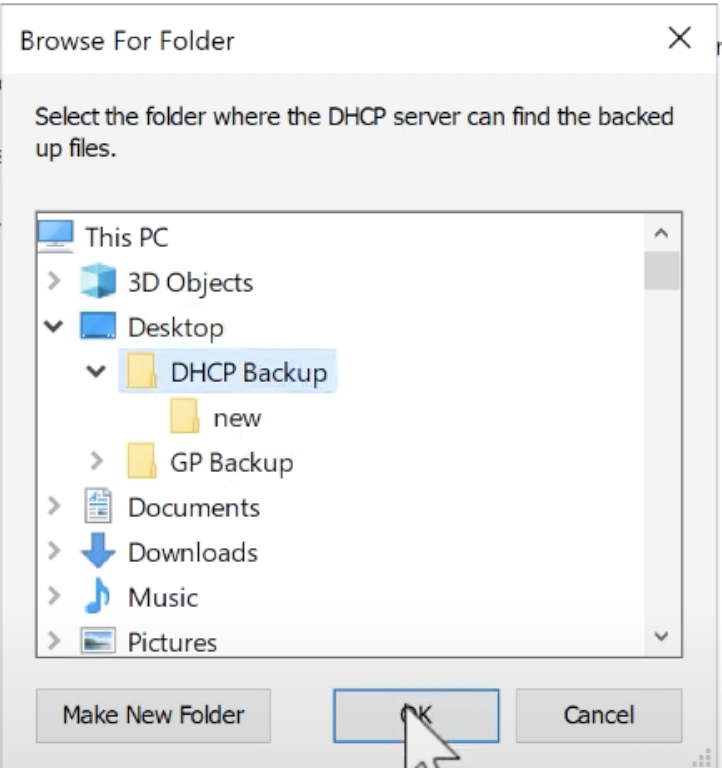 Browse For Folder
Select the folder where the DHCP server can find the backed
up files.
This PC
3D Objects
Desktop
DHCP Backup
new
GP Backup
Documents
Downloads
Music
Pictures
Make New Folder
OK
Cancel